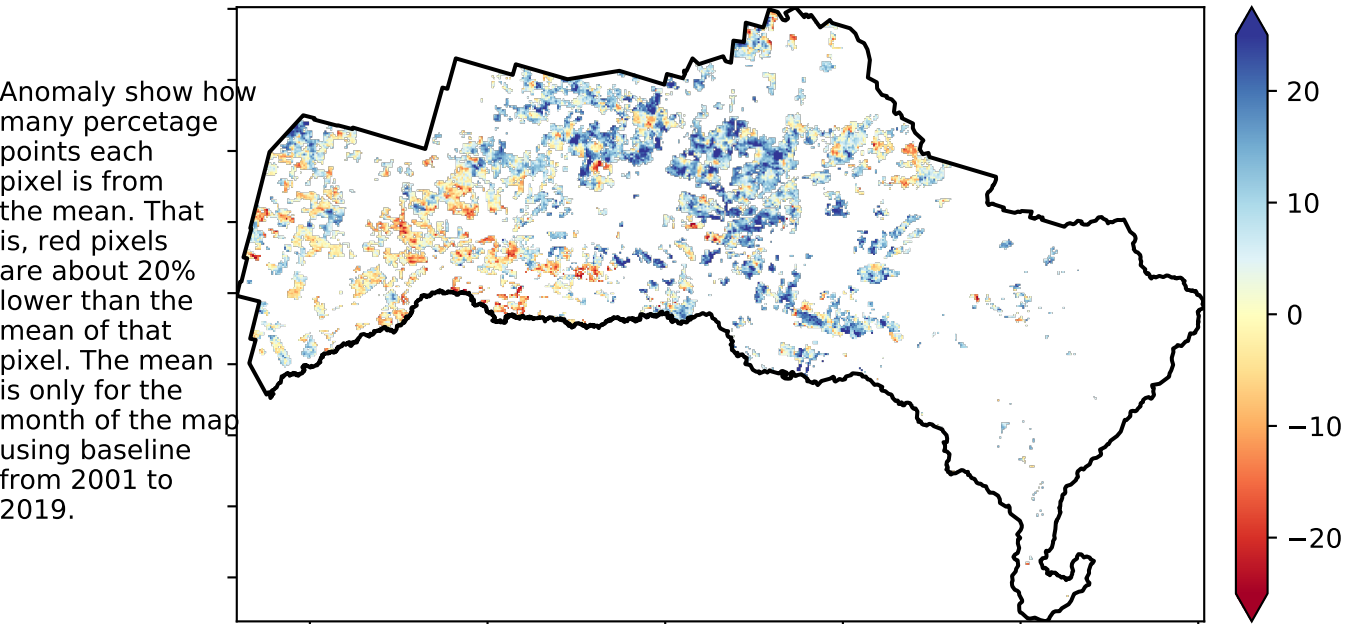 Anomaly show how
many percetage
points each
pixel is from
the mean. That
is, red pixels
are about 20%
lower than the
mean of that
pixel. The mean
is only for the
month of the map
using baseline
from 2001 to
2019.
20
10
0
−10
−20